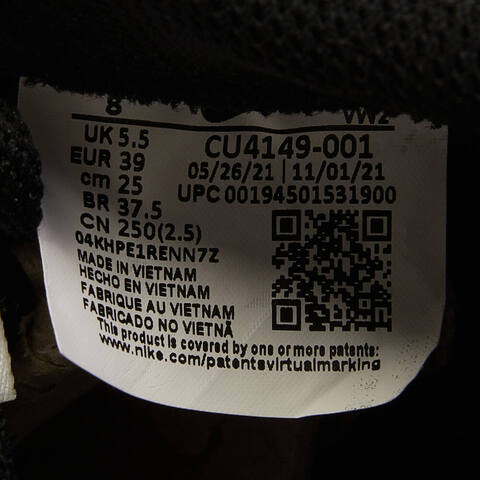 8
UK 5.5
EUR 39
cm 25
BR 37.5
CN 250(2.5)
04KHPE1RENN7Z
MADE IN VIETNAM
HECHO EN VIETNAM
FABRIQUE AU VIETNAM
FABRICADO NO VIETNÃ
CU4149-001
05/26/21 | 11/01/21
UPC 00194501531900
This product is covered by one or more patents:
www.nike.com/patentsvirtualmarking